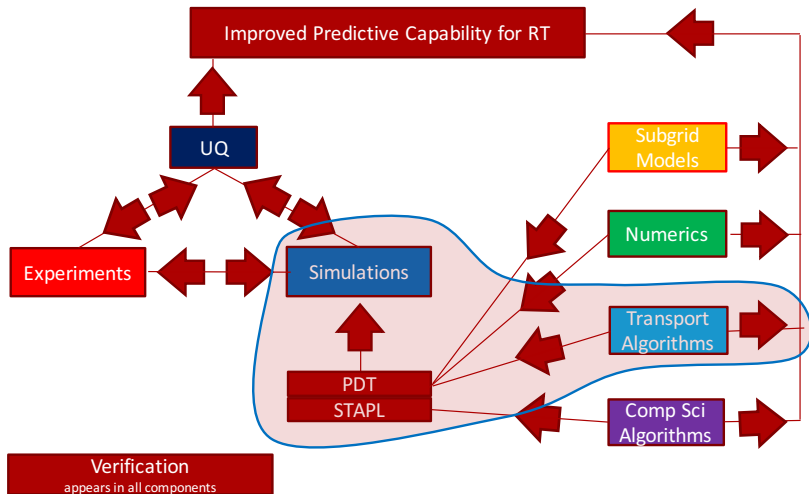 Improved Predictive Capability for RT
UQ
Subgrid
Models
Numerics
Experiments
Simulations
Transport
Algorithms
PDT
STAPL
Comp Sci
Algorithms
Verification
appears in all components